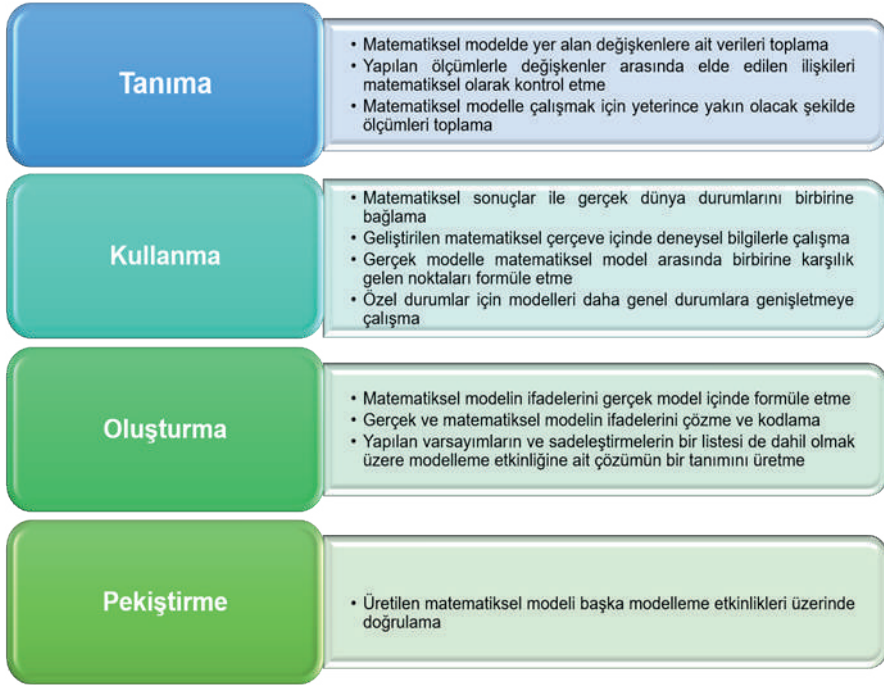 Tanıma
• Matematiksel modelde yer alan değişkenlere ait verileri toplama
• Yapılan ölçümlerle değişkenler arasında elde edilen ilişkileri
matematiksel olarak kontrol etme
• Matematiksel modelle çalışmak için yeterince yakın olacak şekilde
ölçümleri toplama
Kullanma
• Matematiksel sonuçlar ile gerçek dünya durumlarını birbirine
bağlama
• Geliştirilen matematiksel çerçeve içinde deneysel bilgilerle çalışma
• Gerçek modelle matematiksel model arasında birbirine karşılık
gelen noktaları formüle etme
• Özel durumlar için modelleri daha genel durumlara genişletmeye
çalışma
Oluşturma
• Matematiksel modelin ifadelerini gerçek model içinde formüle etme
• Gerçek ve matematiksel modelin ifadelerini çözme ve kodlama
• Yapılan varsayımların ve sadeleştirmelerin bir listesi de dahil olmak
üzere modelleme etkinliğine ait çözümün bir tanımını üretme
Pekiştirme
• Üretilen matematiksel modeli başka modelleme etkinlikleri üzerinde
doğrulama